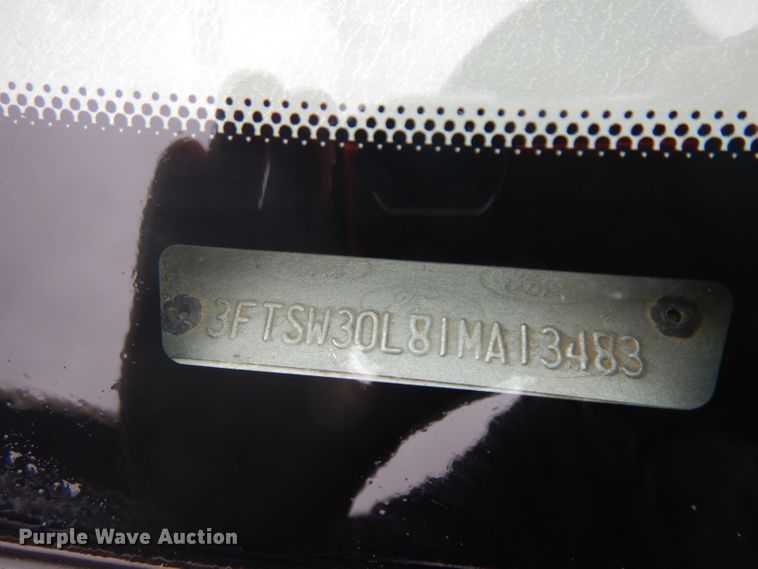 3FTSW30L81MA13483
Purple Wave Auction